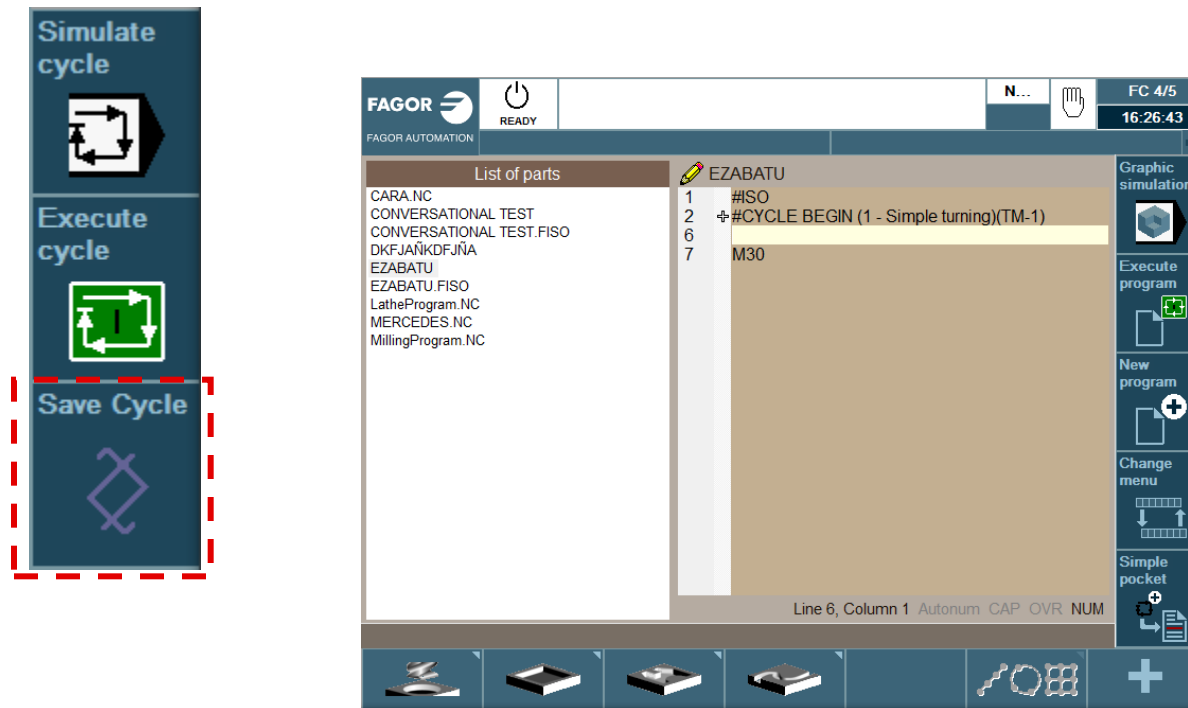 Simulate
cycle
Execute
cycle
Save Cycle
FAGOR
FAGOR AUTOMATION
READY
N...
FC 4/5
16:26:43
List of parts
CARA.NC
CONVERSATIONAL TEST
CONVERSATIONAL TEST.FISO
DKFJAÑKDFJÑA
EZABATU
EZABATU.FISO
LatheProgram.NC
MERCEDES.NC
MillingProgram.NC
EZABATU
1 #ISO
2 #CYCLE BEGIN (1 - Simple turning)(TM-1)
6
7 M30
Line 6, Column 1 Autonum CAP OVR NUM
Graphic
simulation
Execute
program
New
program
Change
menu
Simple
pocket